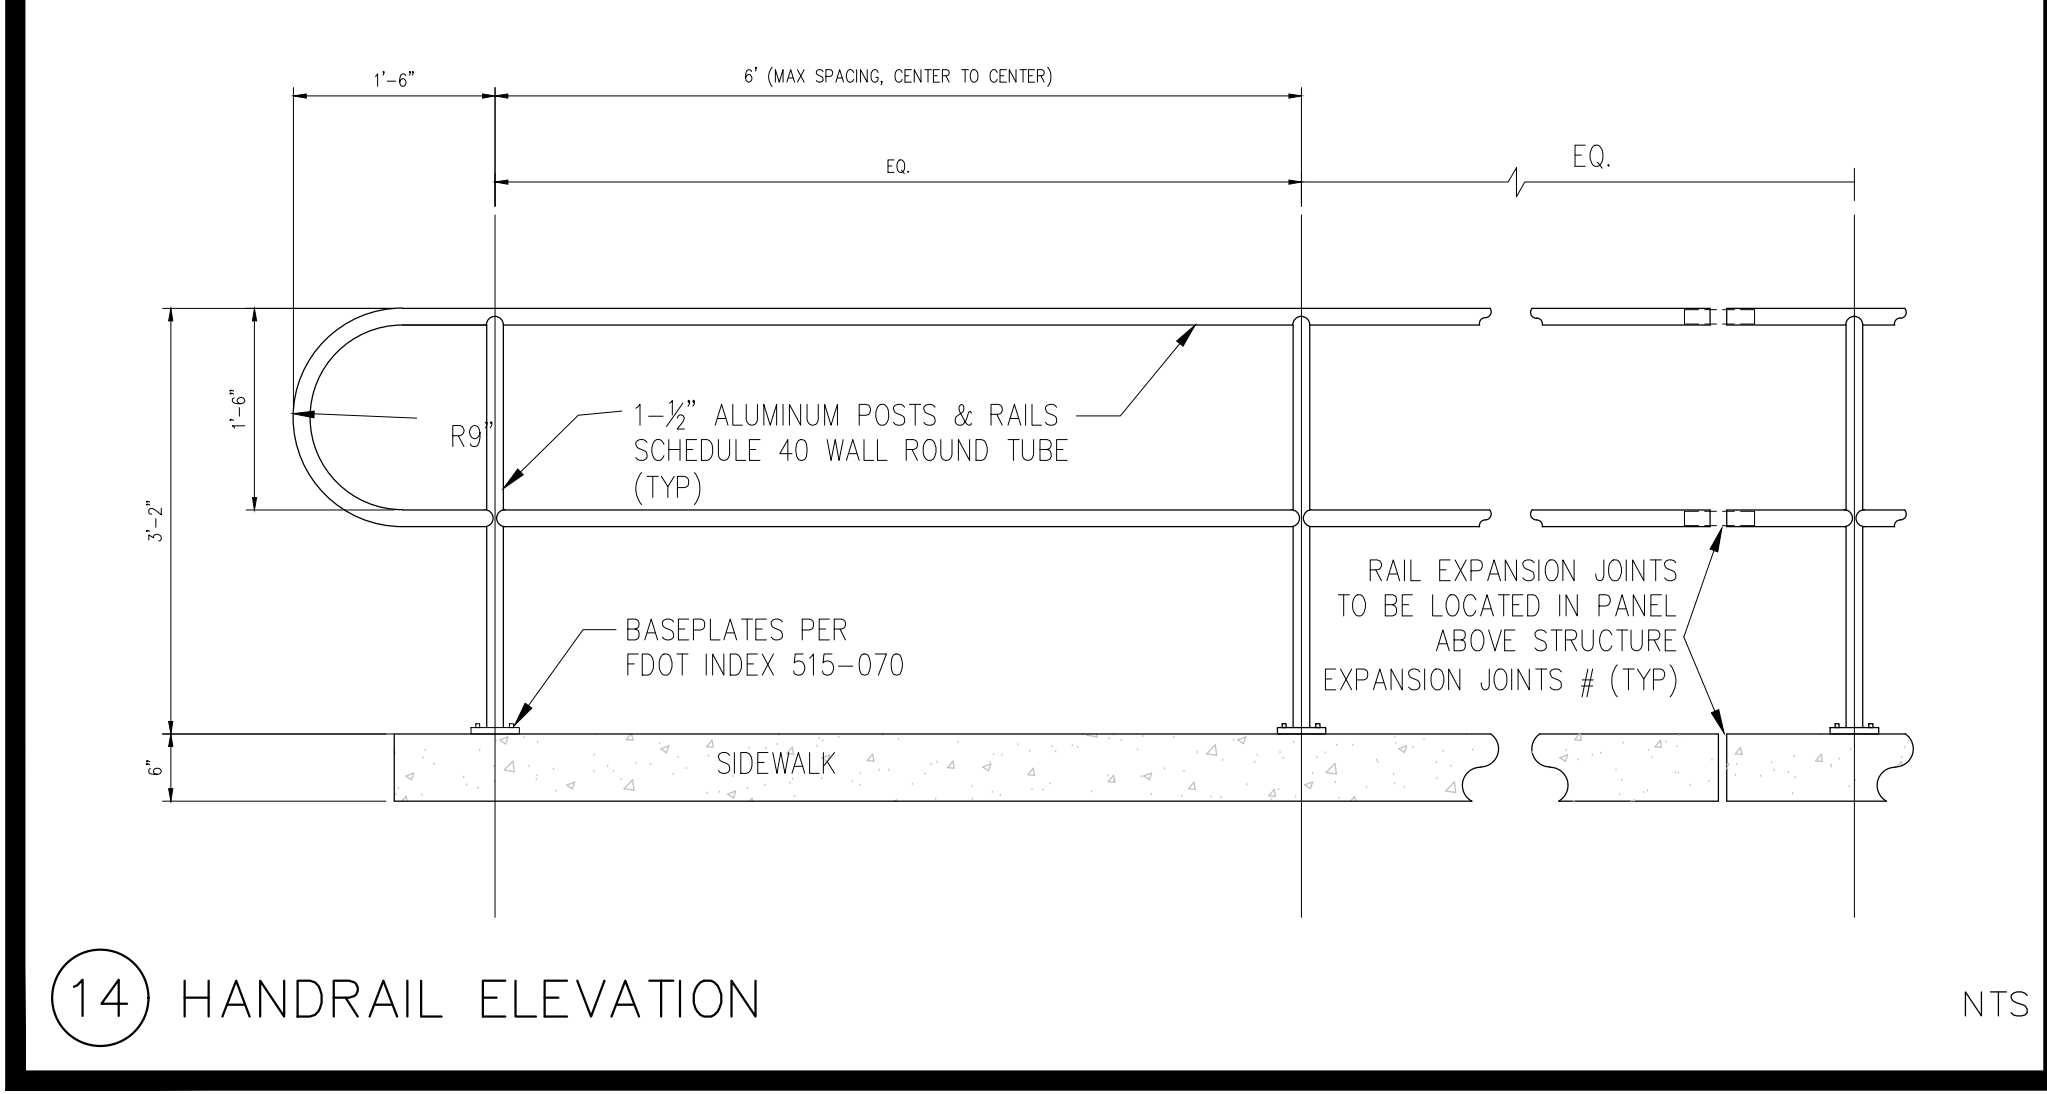 1'-6"
6' (MAX SPACING, CENTER TO CENTER)
EQ.
EQ.
1'-6"
3'-2"
R9"
1-½" ALUMINUM POSTS & RAILS
SCHEDULE 40 WALL ROUND TUBE
(TYP)
BASEPLATES PER
FDOT INDEX 515-070
RAIL EXPANSION JOINTS
TO BE LOCATED IN PANEL
ABOVE STRUCTURE
EXPANSION JOINTS # (TYP)
6"
SIDEWALK
14 HANDRAIL ELEVATION
NTS